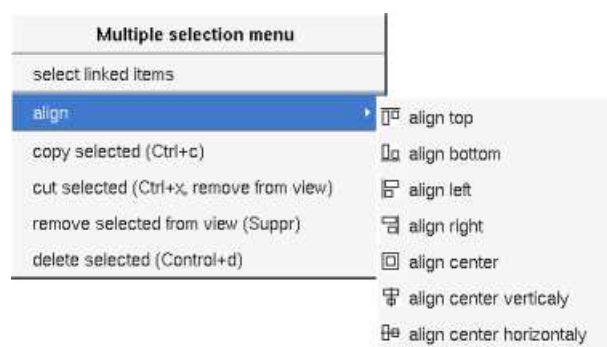 Multiple selection menu
select linked items
align
copy selected (Ctrl+c)
cut selected (Ctrl+x, remove from view)
remove selected from view (Suppr)
delete selected (Control+d)
align top
align bottom
align left
align right
align center
align center verticaly
align center horizontaly